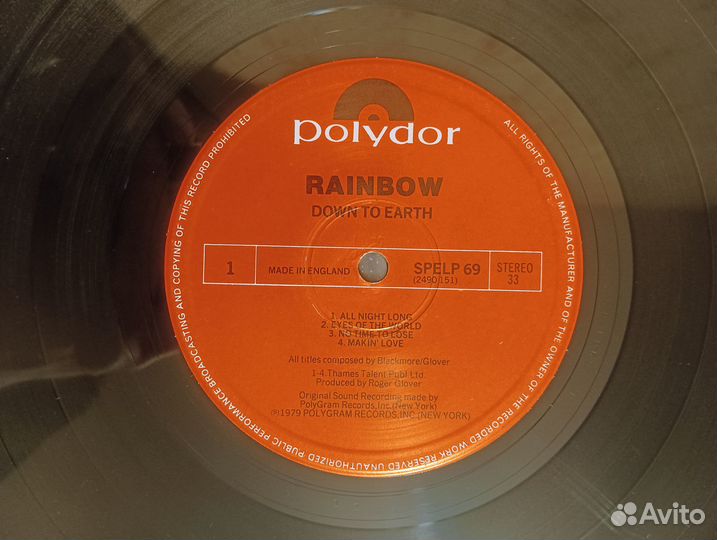 polydor
RAINBOW
DOWN TO EARTH
1
MADE IN ENGLAND
SPELP 69
(2490 151)
STEREO
33
1. ALL NIGHT LONG
2. EYES OF THE WORLD
3. NO TIME TO LOSE
4. MAKIN' LOVE
All titles composed by Blackmore/Glover
1-4. Thames Talent Publ Ltd.
Produced by Roger Glover
Original Sound Recording made by
PolyGram Records, Inc. (New York)
℗1979 POLYGRAM RECORDS, INC (NEW YORK)
ALL RIGHTS OF THE MANUFACTURER AND OF THE OWNER OF THE RECORDED WORK RESERVED UNAUTHORIZED PUBLIC PERFORMANCE BROADCASTING AND COPYING OF THIS RECORD PROHIBITED
Avito